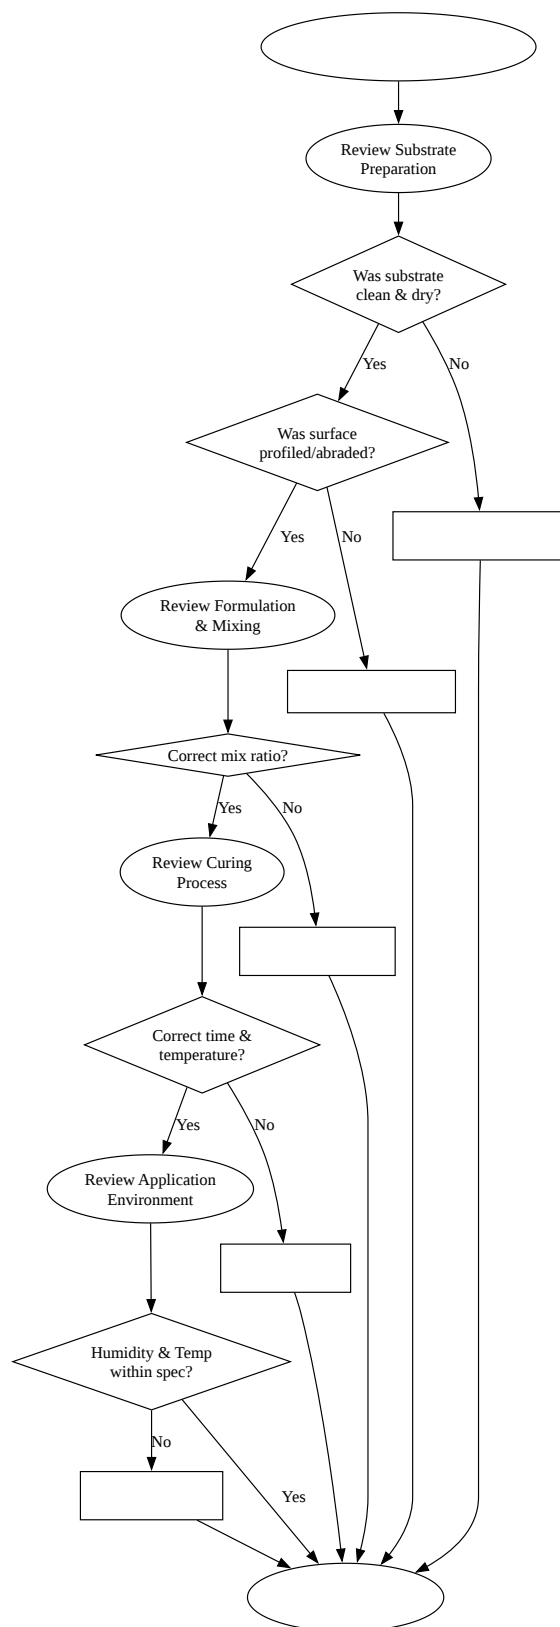 Review Substrate
Preparation
Was substrate
clean & dry?
Yes
No
Was surface
profiled/abraded?
Yes
No
Review Formulation
& Mixing
Correct mix ratio?
Yes
No
Review Curing
Process
Correct time &
temperature?
Yes
No
Review Application
Environment
Humidity & Temp
within spec?
No
Yes